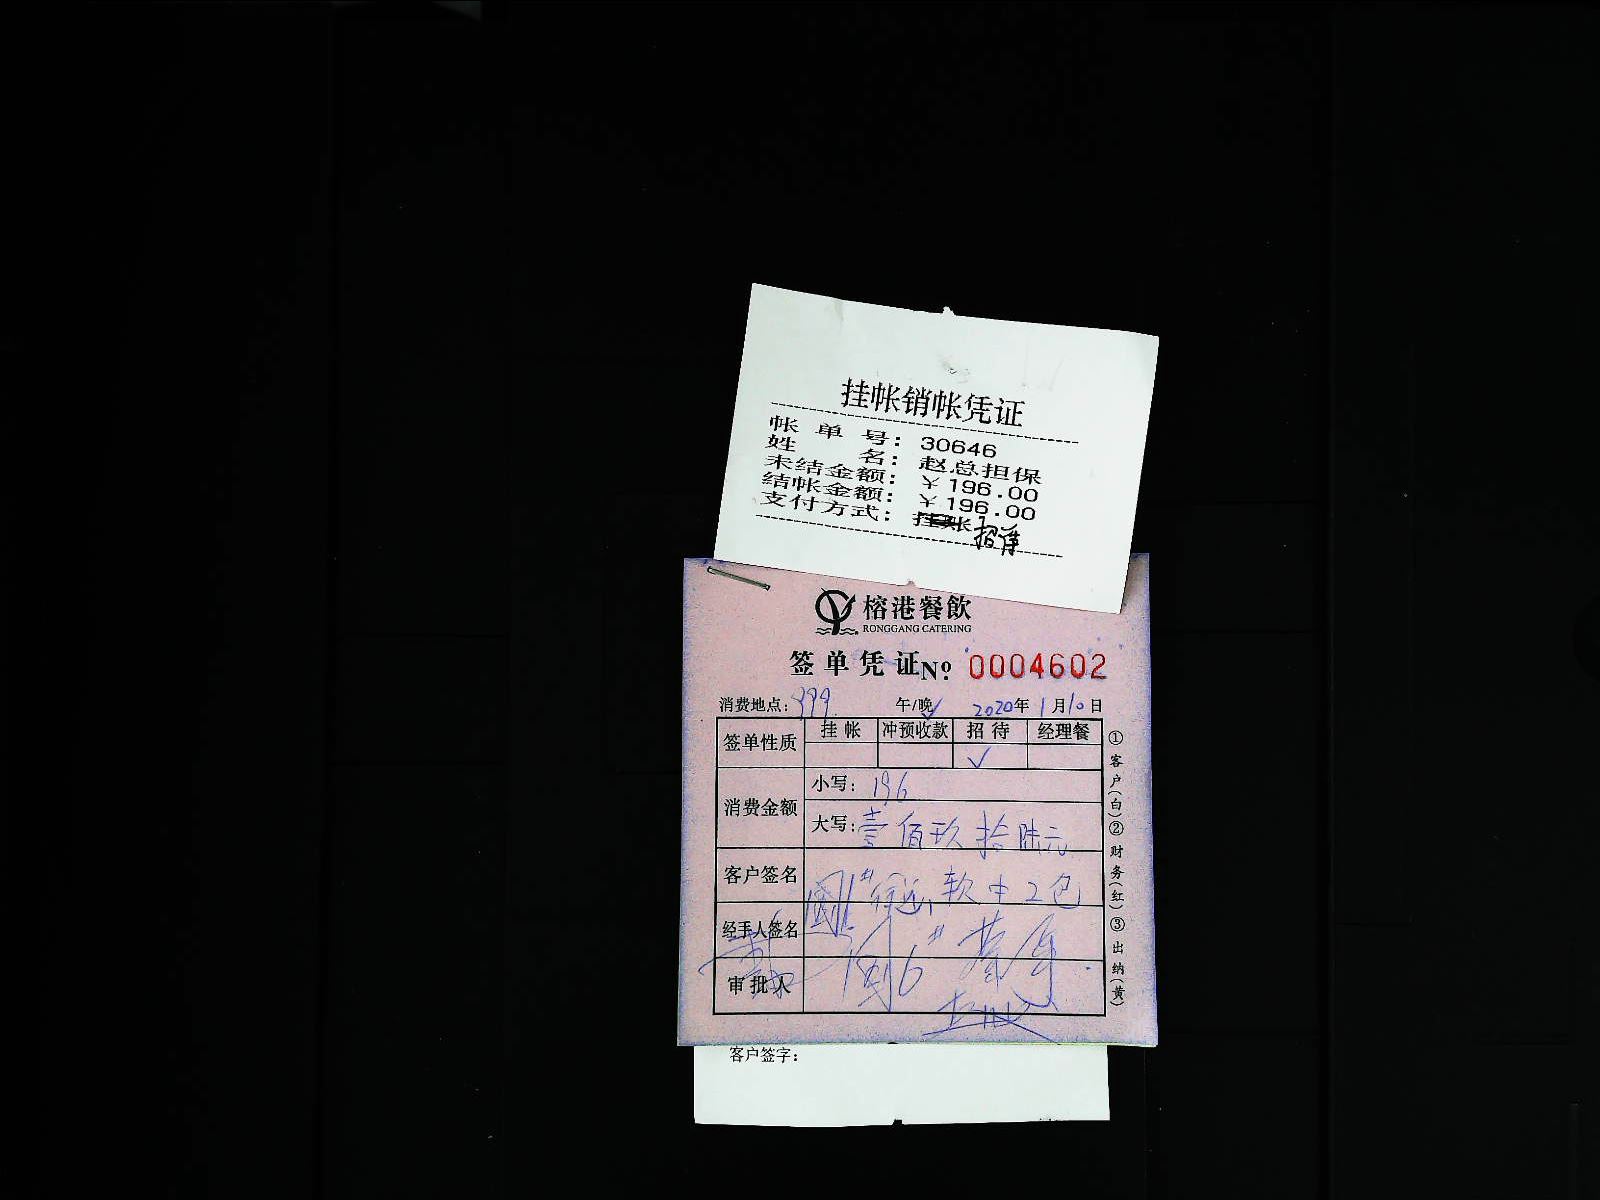 挂帐销帐凭证
帐单号：30646
姓名：赵总担保
未结金额：￥196.00
结帐金额：￥196.00
支付方式：挂账
招待
榕港餐飲
RONGGANG CATERING
签单凭证 Nº 0004602
消费地点：999 午/晚 2020年1月10日
签单性质 挂帐 冲预收款 招待 经理餐
✓
消费金额 小写：196
大写：壹佰玖拾陆元
客户签名 软中2包
经手人签名
审批人
①客户(白)②财务(红)③出纳(黄)
客户签字：